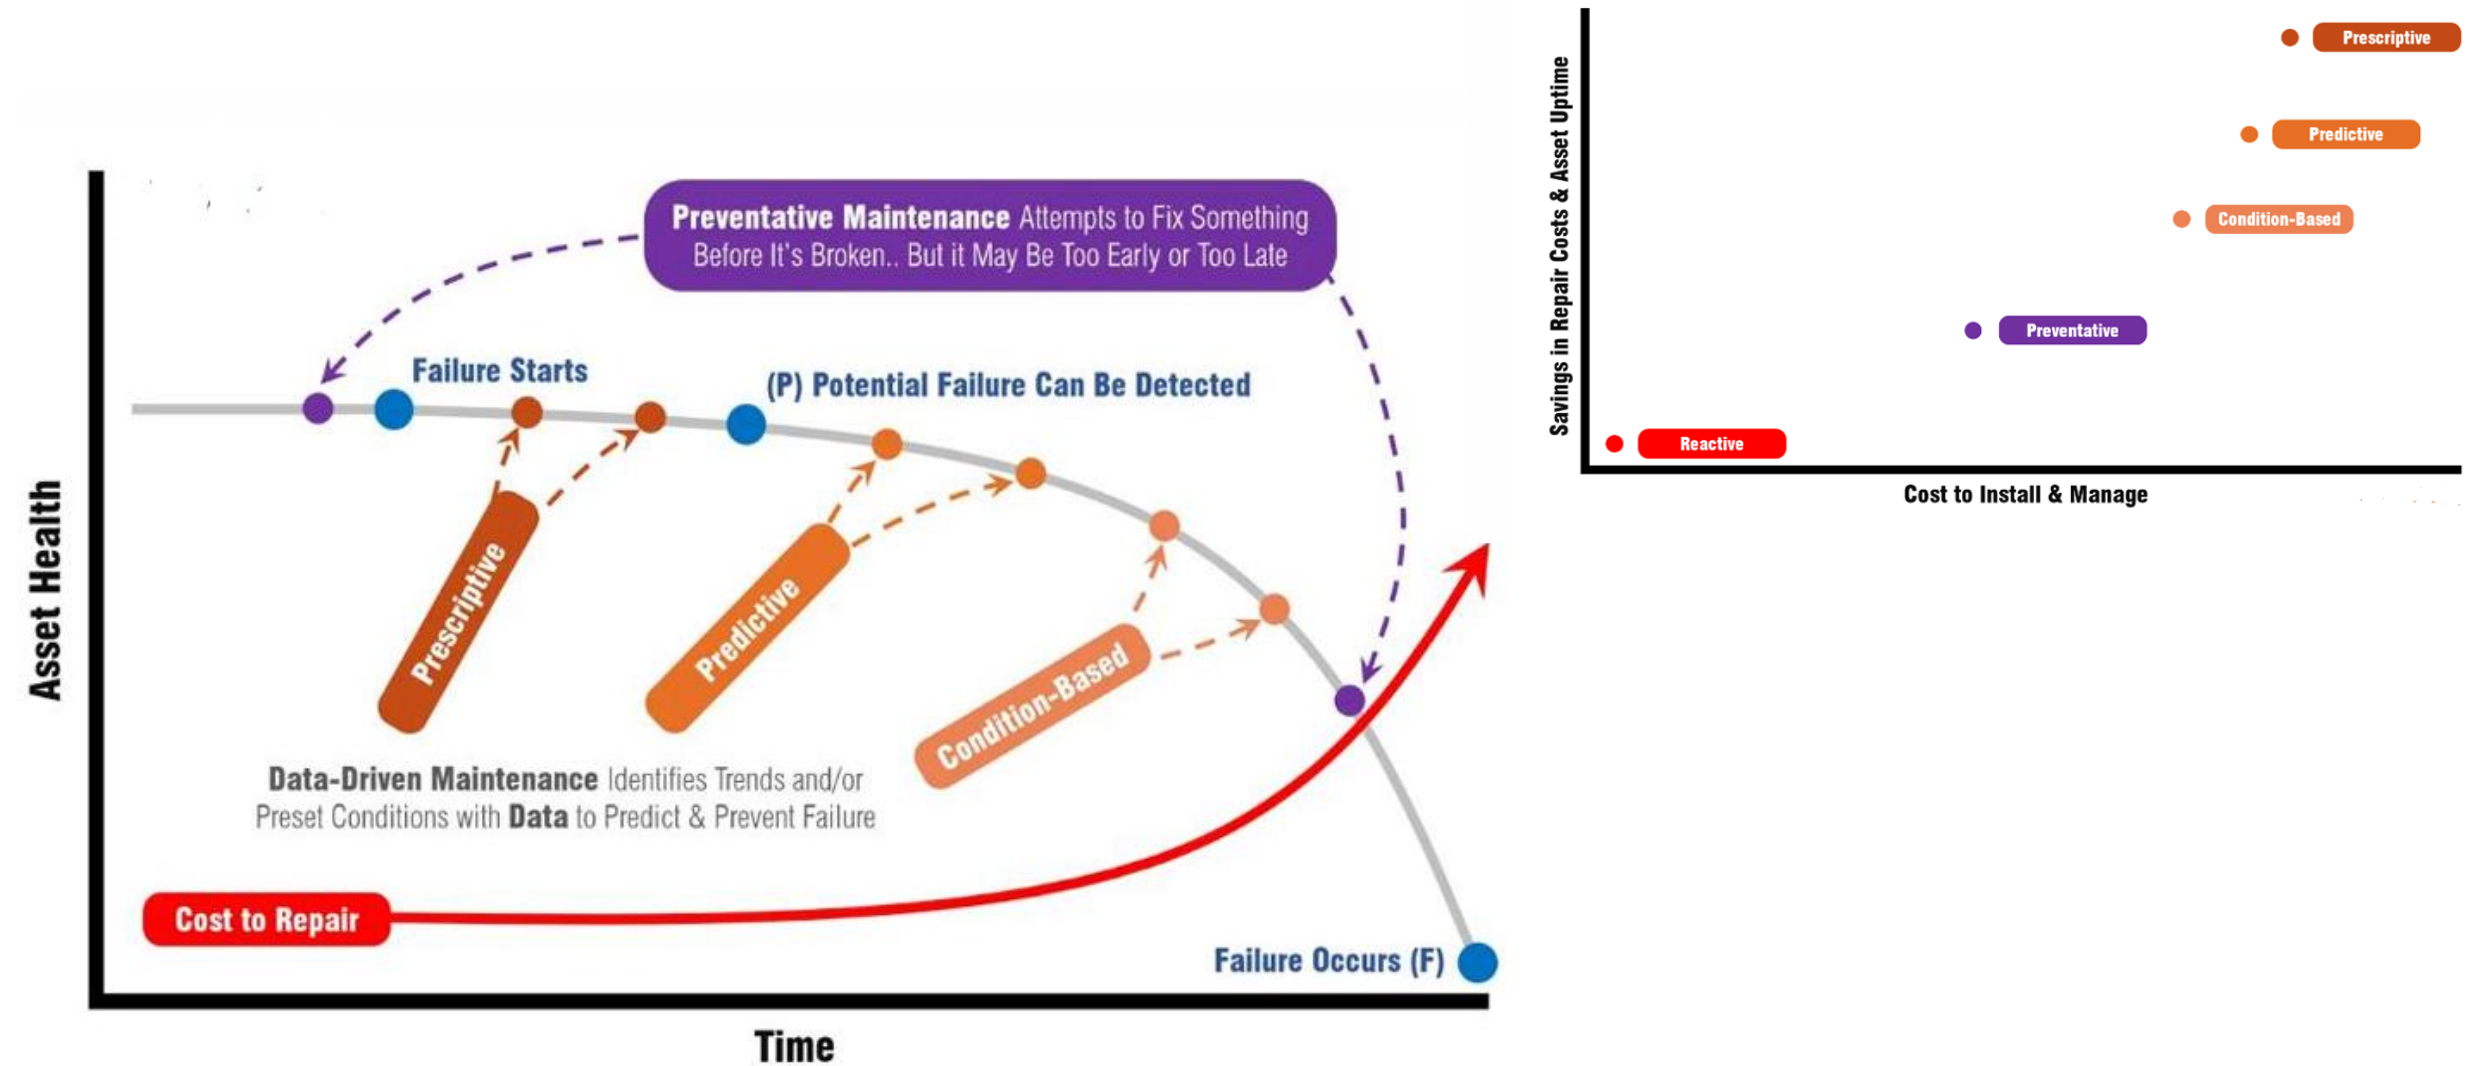 Preventative Maintenance Attempts to Fix Something
Before It's Broken.. But it May Be Too Early or Too Late
Failure Starts
(P) Potential Failure Can Be Detected
Asset Health
Prescriptive
Predictive
Condition-Based
Data-Driven Maintenance Identifies Trends and/or
Preset Conditions with Data to Predict & Prevent Failure
Cost to Repair
Failure Occurs (F)
Time
Savings in Repair Costs & Asset Uptime
Prescriptive
Predictive
Condition-Based
Preventative
Reactive
Cost to Install & Manage